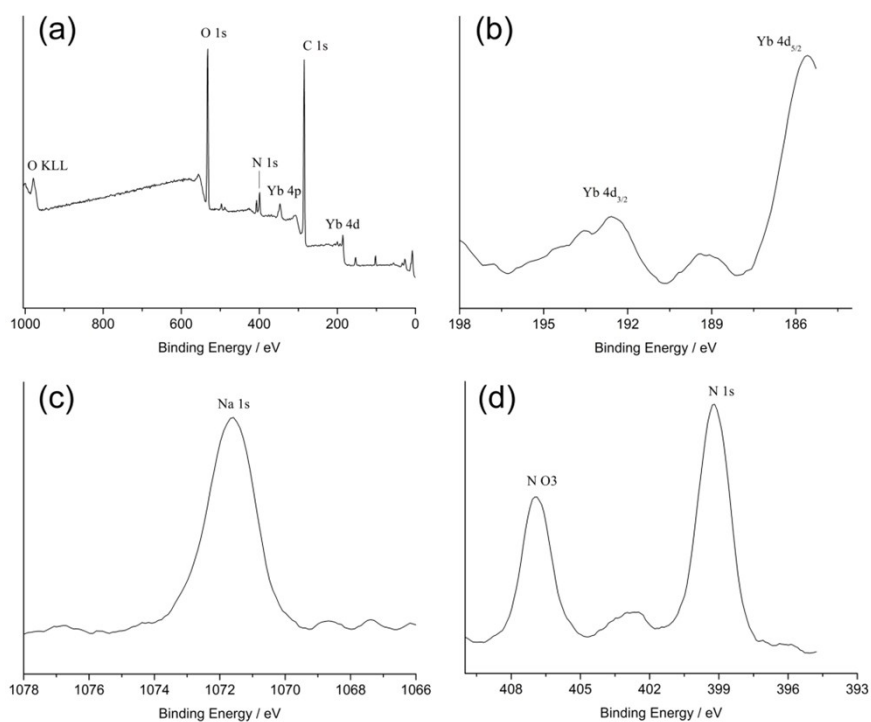 (a)
O 1s
C 1s
O KLL
N 1s
Yb 4p
Yb 4d
1000 800 600 400 200 0
Binding Energy / eV
(b)
Yb 4d5/2
Yb 4d3/2
198 195 192 189 186
Binding Energy / eV
(c)
Na 1s
1078 1076 1074 1072 1070 1068 1066
Binding Energy / eV
(d)
N 1s
N O3
408 405 402 399 396 393
Binding Energy / eV